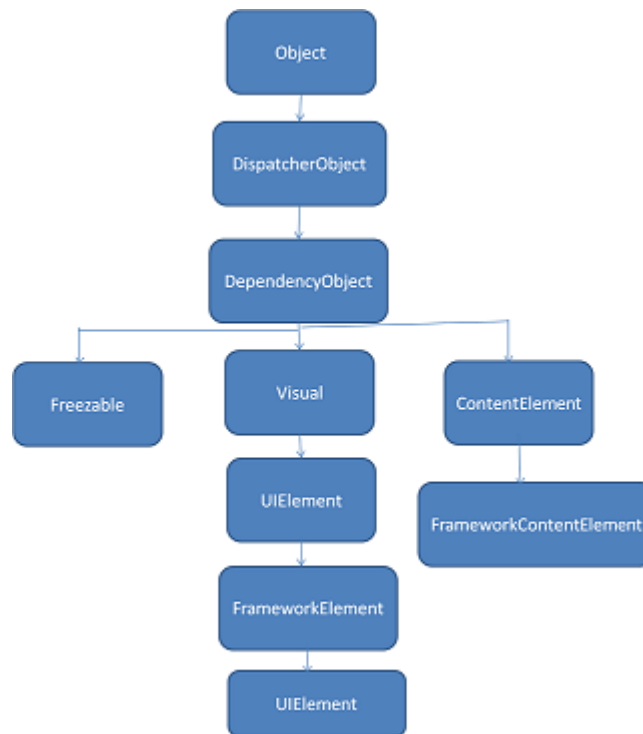 Object
DispatcherObject
DependencyObject
Freezable
Visual
ContentElement
UIElement
FrameworkContentElement
FrameworkElement
UIElement